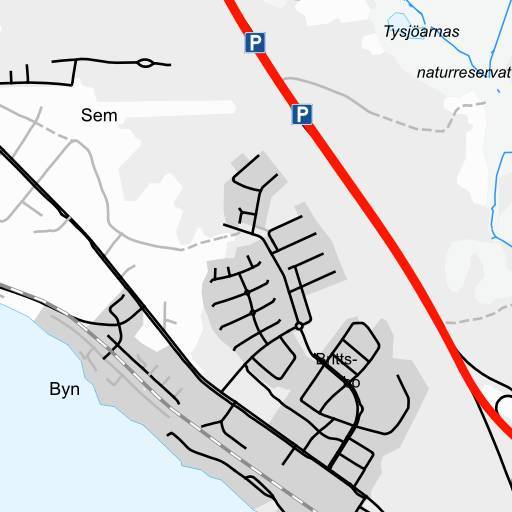 Tysjöarnas
P
naturreservat
Sem
P
Britts-
bo
Byn